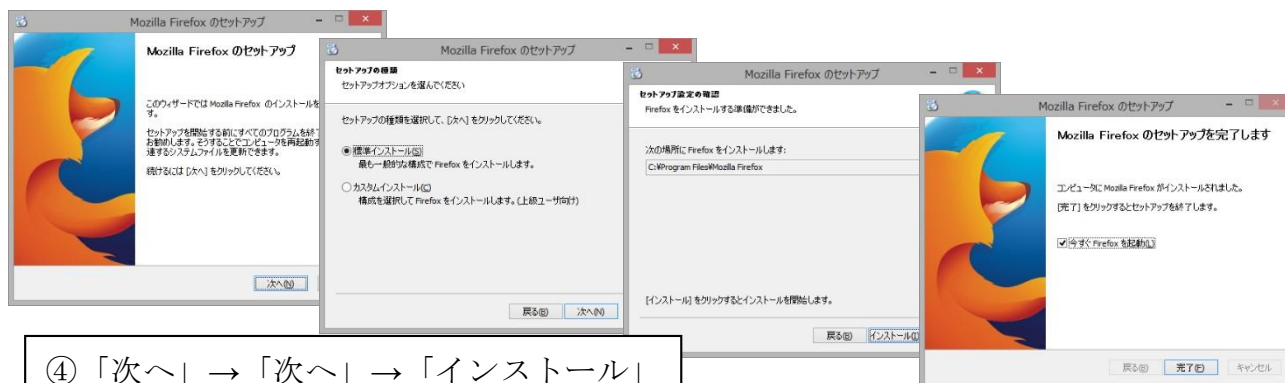 Mozilla Firefox のセットアップ
Mozilla Firefox のセットアップ
このウィザードでは Mozilla Firefox のインストールを
す。
セットアップを開始する前にすべてのプログラムを終了
お勧めします。そうすることでコンピュータを再起動す
連するシステムファイルを更新できます。
続けるには [次へ] をクリックしてください。
次へ(N)
Mozilla Firefox のセットアップ
セットアップの種類
セットアップオプションを選んでください
セットアップの種類を選択して、[次へ] をクリックしてください。
標準インストール(S)
最も一般的な構成で Firefox をインストールします。
カスタムインストール(C)
構成を選択して Firefox をインストールします。(上級ユーザ向け)
戻る(B) 次へ(N)
Mozilla Firefox のセットアップ
セットアップ設定の確認
Firefox をインストールする準備ができました。
次の場所に Firefox をインストールします:
C:¥Program Files¥Mozilla Firefox
[インストール] をクリックするとインストールを開始します。
戻る(B) インストール(I)
Mozilla Firefox のセットアップ
Mozilla Firefox のセットアップを完了します
コンピュータに Mozilla Firefox がインストールされました。
[完了] をクリックするとセットアップを終了します。
今すぐ Firefox を起動(L)
戻る(B) 完了(F) キャンセル
④「次へ」→「次へ」→「インストール」